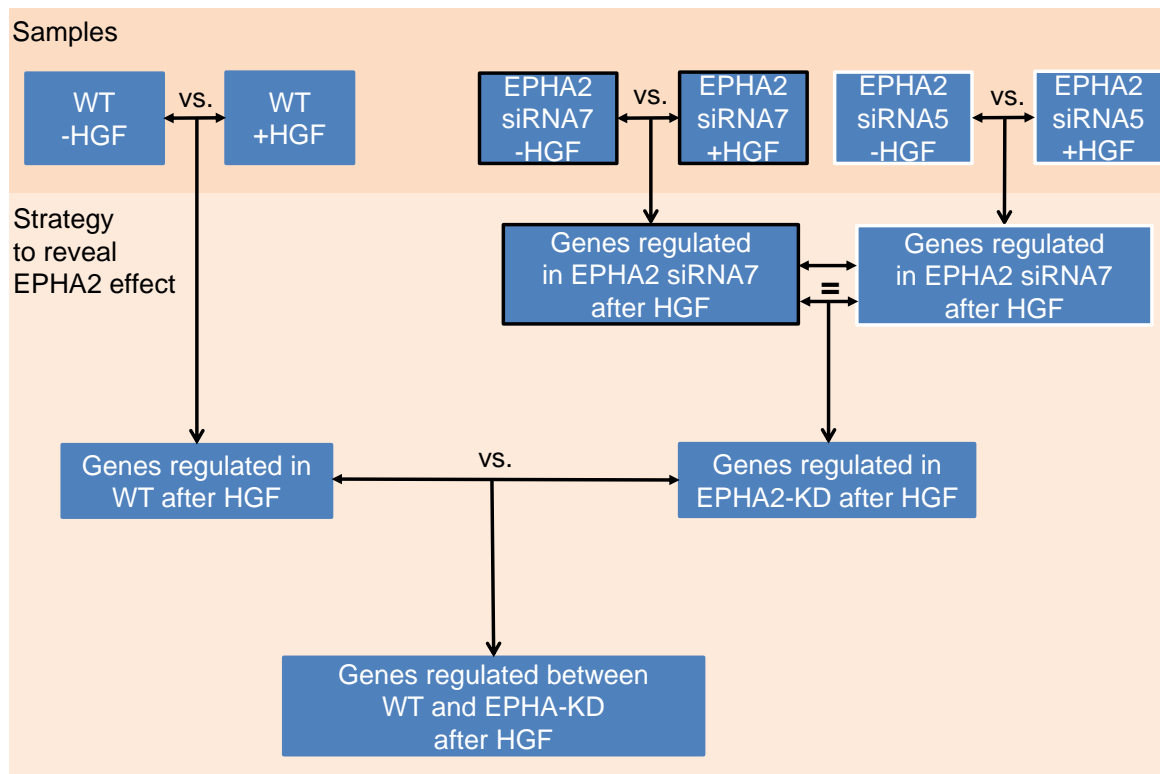 Samples
WT
-HGF
vs.
WT
+HGF
EPHA2
siRNA7
-HGF
vs.
EPHA2
siRNA7
+HGF
EPHA2
siRNA5
-HGF
vs.
EPHA2
siRNA5
+HGF
Strategy
to reveal
EPHA2 effect
Genes regulated
in EPHA2 siRNA7
after HGF
=
Genes regulated
in EPHA2 siRNA7
after HGF
Genes regulated in
WT after HGF
vs.
Genes regulated in
EPHA2-KD after HGF
Genes regulated between
WT and EPHA-KD
after HGF